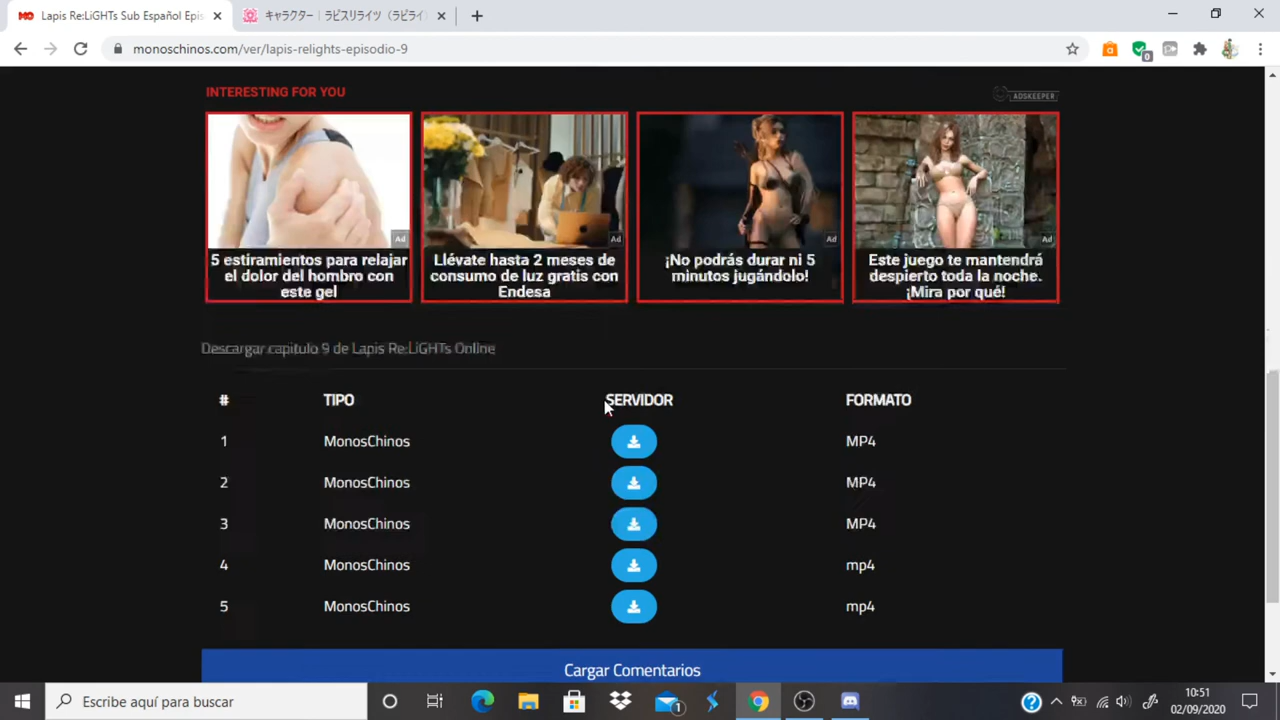 Lapis Re:LiGHTs Sub Español Epis
キャラクター｜ラピスリライツ（ラピライ
monoschinos.com/ver/lapis-relights-episodio-9
0
INTERESTING FOR YOU
ADSKEEPER
Ad
Ad
Ad
Ad
5 estiramientos para relajar
el dolor del hombro con
este gel
Llévate hasta 2 meses de
consumo de luz gratis con
Endesa
¡No podrás durar ni 5
minutos jugándolo!
Este juego te mantendrá
despierto toda la noche.
¡Mira por qué!
Descargar capitulo 9 de Lapis Re:LiGHTs Online
# TIPO SERVIDOR FORMATO
1 MonosChinos MP4
2 MonosChinos MP4
3 MonosChinos MP4
4 MonosChinos mp4
5 MonosChinos mp4
Cargar Comentarios
Escribe aquí para buscar
1
10:51
02/09/2020